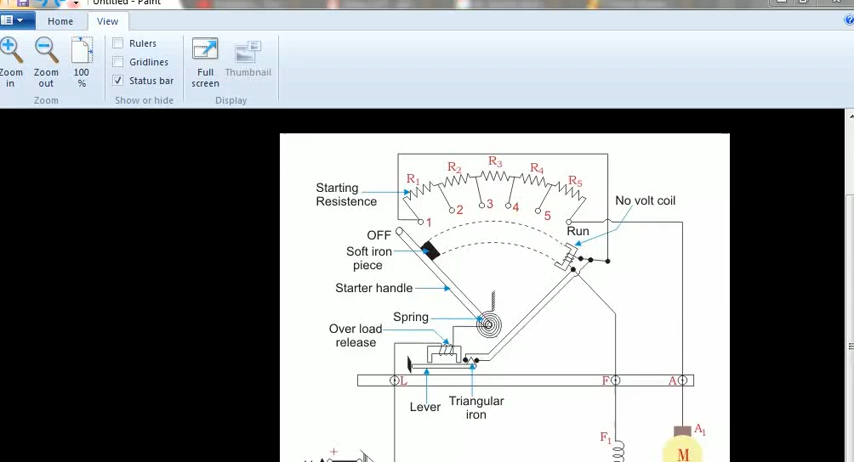 Untitled - Paint
Home
View
Zoom
in
Zoom
out
100
%
Rulers
Gridlines
Status bar
Full
screen
Thumbnail
Zoom
Show or hide
Display
R1
R2
R3
R4
R5
Starting
Resistence
1
2
3
4
5
No volt coil
Run
OFF
Soft iron
piece
Starter handle
Spring
Over load
release
L
F
A
Lever
Triangular
iron
F1
A1
M
+